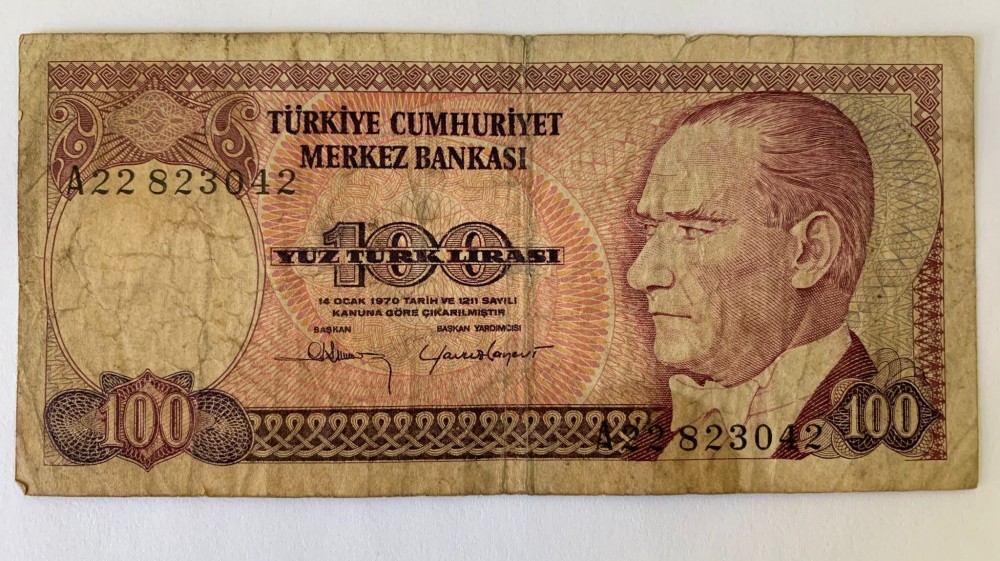 TÜRKİYE CUMHURİYET
MERKEZ BANKASI
A22 823042
100
YUZ TURK LIRASI
14 OCAK 1970 TARİH VE 1211 SAYILI
KANUNA GÖRE ÇIKARILMIŞTIR
BAŞKAN BAŞKAN YARDIMCISI
100
A22 823042
100